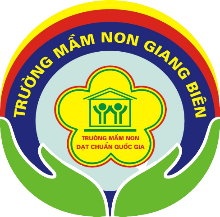 TRƯỜNG MẦM NON GIANG BIÊN
TRƯỜNG MẦM NON
ĐẠT CHUẨN QUỐC GIA